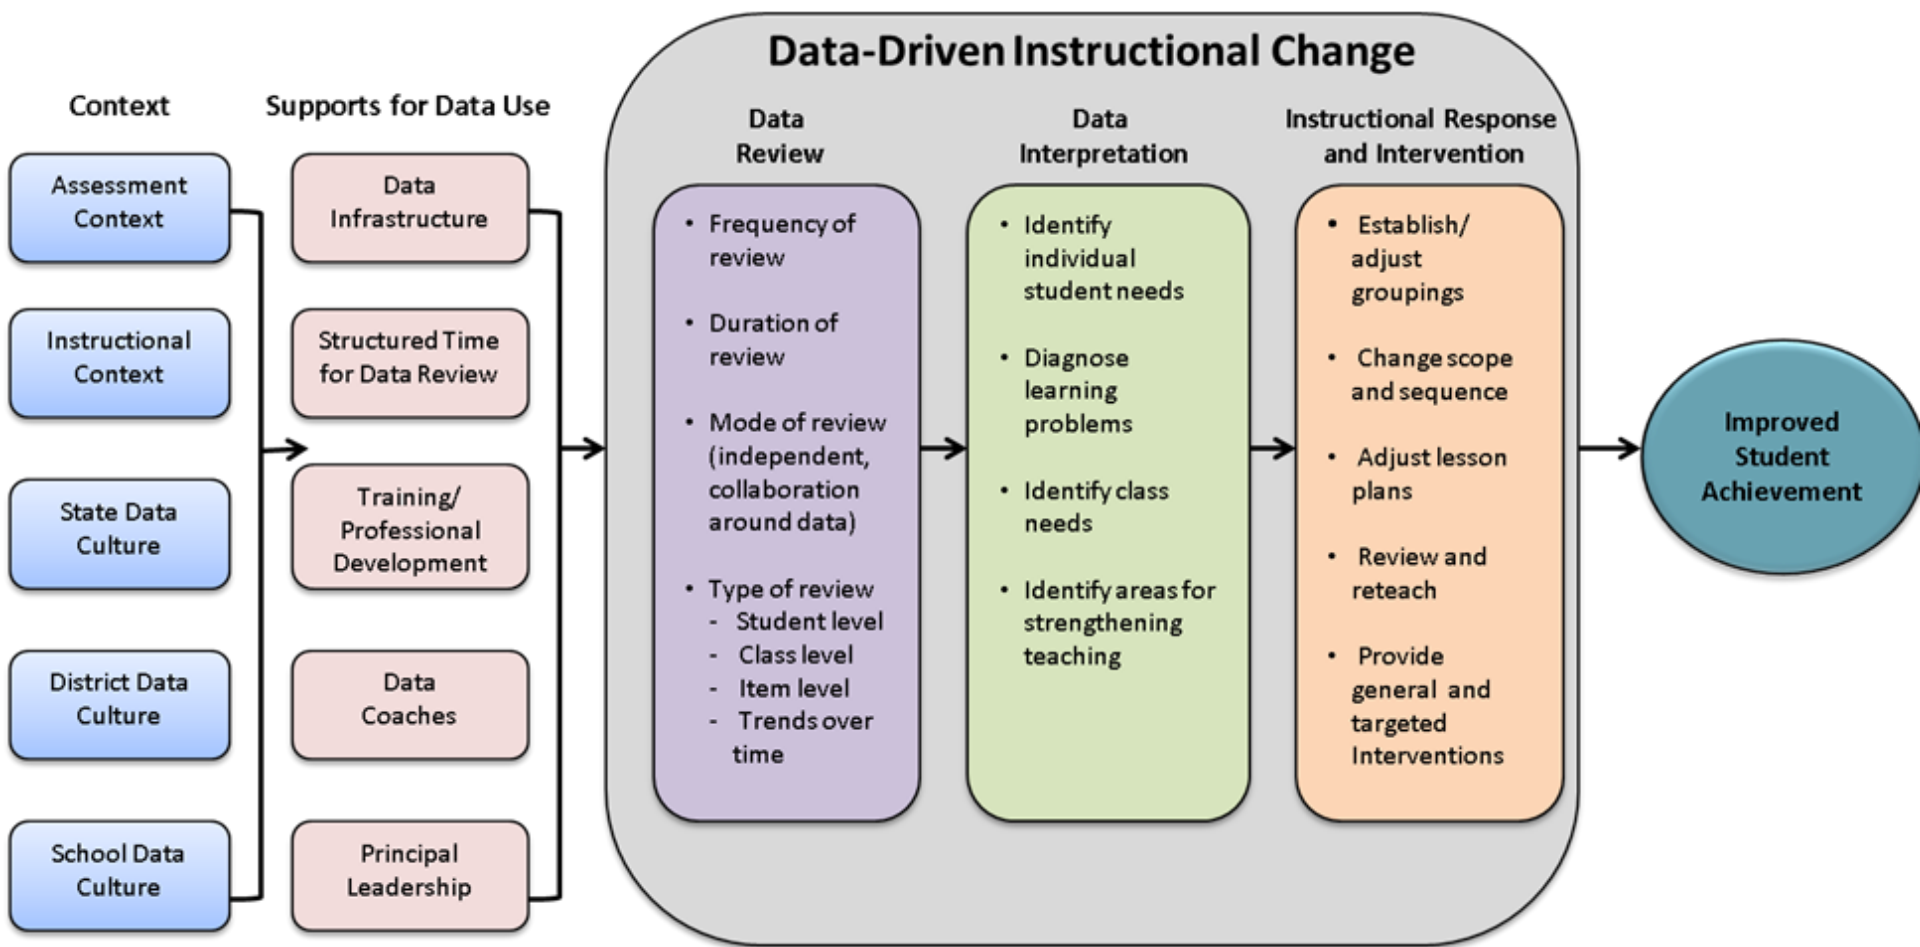 Data-Driven Instructional Change
Context
Assessment
Context
Instructional
Context
State Data
Culture
District Data
Culture
School Data
Culture
Supports for Data Use
Data
Infrastructure
Structured Time
for Data Review
Training/
Professional
Development
Data
Coaches
Principal
Leadership
Data
Review
• Frequency of
review
• Duration of
review
• Mode of review
(independent,
collaboration
around data)
• Type of review
- Student level
- Class level
- Item level
- Trends over
time
Data
Interpretation
• Identify
individual
student needs
• Diagnose
learning
problems
• Identify class
needs
• Identify areas for
strengthening
teaching
Instructional Response
and Intervention
• Establish/
adjust
groupings
• Change scope
and sequence
• Adjust lesson
plans
• Review and
reteach
• Provide
general and
targeted
Interventions
Improved
Student
Achievement